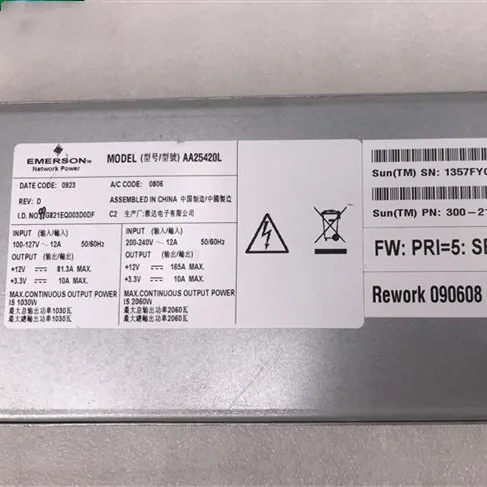 EMERSON™
Network Power
MODEL (型号/型號) AA25420L
DATE CODE: 0923 A/C CODE: 0806
REV: D ASSEMBLED IN CHINA 中国制造/中國製造
I.D. NO. G821EQ003D0DF C2 生产厂:雅达电子有限公司
INPUT (输入/輸入)
100-127V ~ 12A 50/60Hz
OUTPUT (输出/輸出)
+12V 81.3A MAX.
+3.3V 10A MAX.
MAX.CONTINUOUS OUTPUT POWER
IS 1030W
最大总输出功率1030瓦
最大總輸出功率1030瓦
INPUT (输入/輸入)
200-240V ~ 12A 50/60Hz
OUTPUT (输出/輸出)
+12V 165A MAX.
+3.3V 10A MAX.
MAX.CONTINUOUS OUTPUT POWER
IS 2060W
最大总输出功率2060瓦
最大總輸出功率2060瓦
Sun(TM) SN: 1357FY
Sun(TM) PN: 300-21
FW: PRI=5: SE
Rework 090608